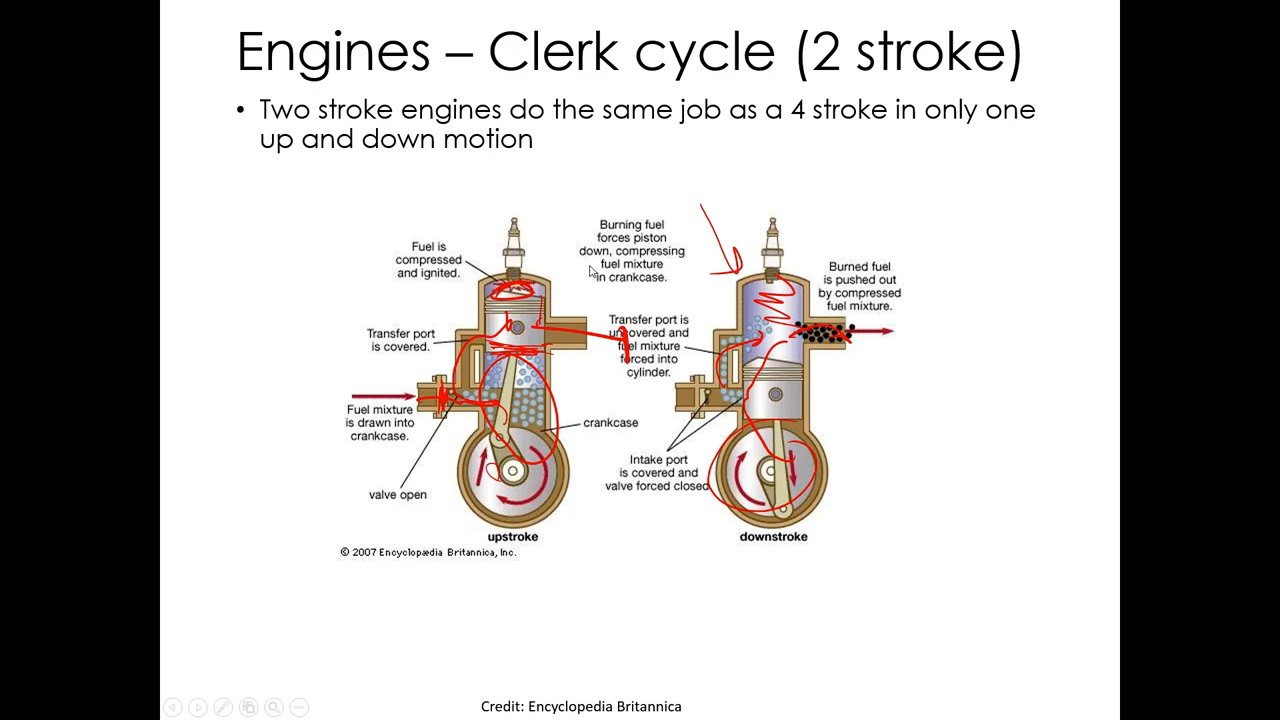 Engines – Clerk cycle (2 stroke)
• Two stroke engines do the same job as a 4 stroke in only one
up and down motion
Fuel is
compressed
and ignited.
Burning fuel
forces piston
down, compressing
fuel mixture
in crankcase.
Burned fuel
is pushed out
by compressed
fuel mixture.
Transfer port
is covered.
Transfer port is
uncovered and
fuel mixture
forced into
cylinder.
Fuel mixture
is drawn into
crankcase.
crankcase
Intake port
is covered and
valve forced closed
valve open
upstroke
downstroke
© 2007 Encyclopædia Britannica, Inc.
Credit: Encyclopedia Britannica